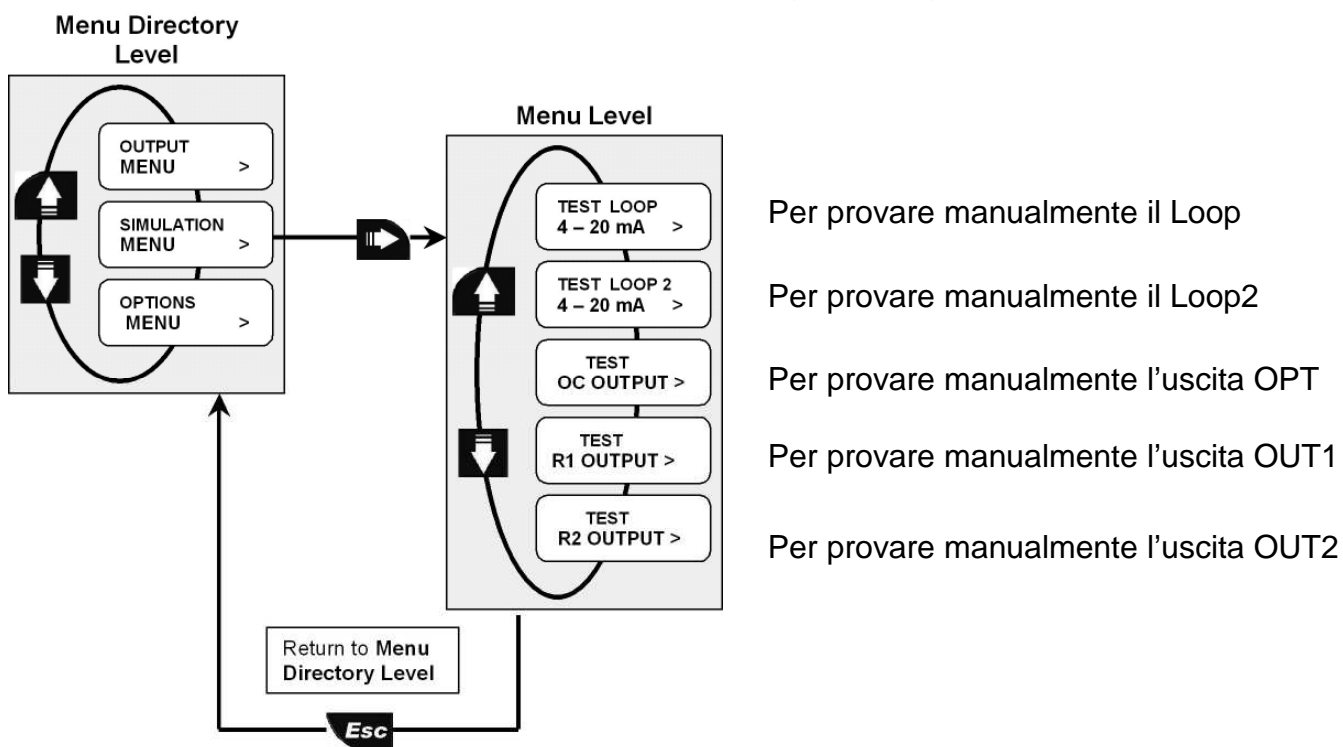 Menu Directory
Level
OUTPUT
MENU >
SIMULATION
MENU >
OPTIONS
MENU >
Menu Level
TEST LOOP
4 – 20 mA >
Per provare manualmente il Loop
TEST LOOP 2
4 – 20 mA >
Per provare manualmente il Loop2
TEST
OC OUTPUT >
Per provare manualmente l'uscita OPT
TEST
R1 OUTPUT >
Per provare manualmente l'uscita OUT1
TEST
R2 OUTPUT >
Per provare manualmente l'uscita OUT2
Return to Menu
Directory Level
Esc